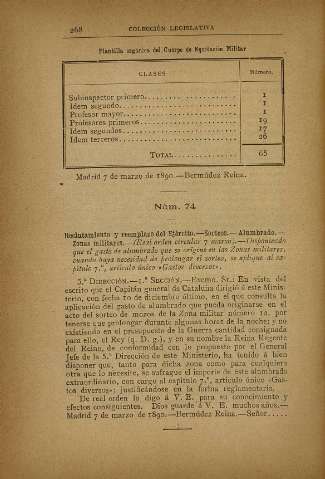 268 COLECCIÓN LEGISLATIVA
Plantilla orgánica del Cuerpo de Equitación Militar
CLASES Número.
Subinspector primero 1
Idem segundo 1
Profesor mayor 1
Profesores primeros 19
Idem segundos 17
Idem terceros 26
TOTAL 65
Madrid 7 de marzo de 1890.—Bermúdez Reina.
Núm. 74
Reclutamiento y reemplazo del Ejército.—Sorteos.—Alumbrado.—
Zonas militares.—(Real orden circular 7 marzo).—Disponiendo
que el gasto de alumbrado que se origine en las Zonas militares,
cuando haya necesidad de prolongar el sorteo, se aplique al ca-
pítulo 7.°, artículo único «Gastos diversos».
5.ª DIRECCIÓN.—1.ª SECCIÓN.—EXCMO. SR.: En vista del
escrito que el Capitán general de Cataluña dirigió á este Minis-
terio, con fecha 10 de diciembre último, en el que consulta la
aplicación del gasto de alumbrado que pueda originarse en el
acto del sorteo de mozos de la Zona militar número 12, por
tenerse que prolongar durante algunas horas de la noche; y no
existiendo en el presupuesto de la Guerra cantidad consignada
para ello, el Rey (q. D. g.), y en su nombre la Reina Regente
del Reino, de conformidad con lo propuesto por el General
Jefe de la 5.ª Dirección de este Ministerio, ha tenido á bien
disponer que, tanto para dicha zona como para cualquiera
otra que lo necesite, se sufrague el importe de este alumbrado
extraordinario, con cargo al capítulo 7.°, artículo único «Gas-
tos diversos»; justificándose en la forma reglamentaria.
De real orden lo digo á V. E. para su conocimiento y
efectos consiguientes. Dios guarde á V. E. muchos años.—
Madrid 7 de marzo de 1890.—Bermúdez Reina.—Señor.....